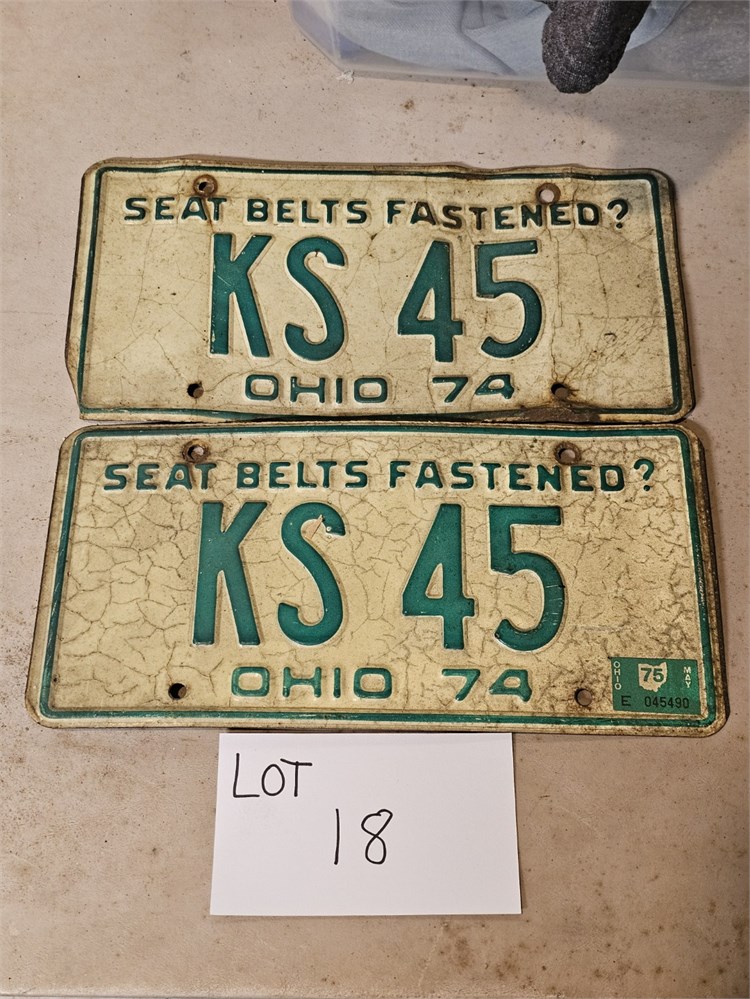 SEAT BELTS FASTENED?
KS 45
OHIO 74
SEAT BELTS FASTENED?
KS 45
OHIO 74
OHIO 75 MAY
E 045490
LOT
18